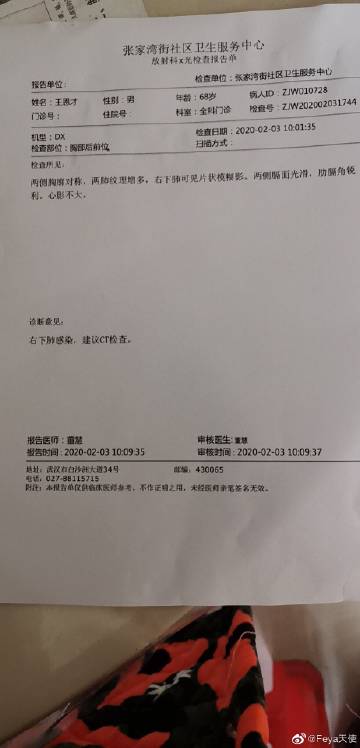 张家湾街社区卫生服务中心
放射科x光检查报告单
报告单位: 检查单位: 张家湾街社区卫生服务中心
姓名: 王恩才 性别: 男 年龄: 68岁 病人ID: ZJW010728
门诊号: 住院号: 科室: 全科门诊 检查号: ZJW202002031744
机型: DX 检查时间: 2020-02-03 10:01:35
检查部位: 胸部后前位 扫描方式:
检查所见:
两侧胸廓对称，两肺纹理增多。右下肺可见片状模糊影。两侧膈面光滑，肋膈角锐
利。心影不大。
诊断意见:
右下肺感染，建议CT检查。
报告医师: 童慧 审核医生: 童慧
报告时间: 2020-02-03 10:09:35 审核时间: 2020-02-03 10:09:37
地址: 武汉市白沙洲大道34号 邮编: 430065
电话: 027-88115715
附注: 本报告单仅供临床医师参考，不作证明之用，未经医师亲笔签名无效。
@Feya天使